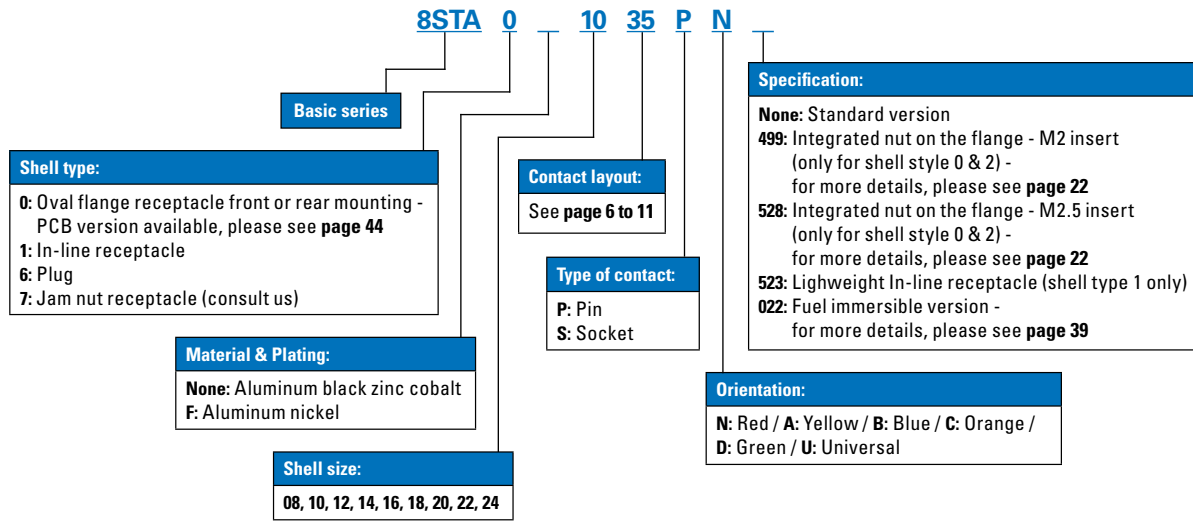 8STA 0 _ 10 35 P N _
Basic series
Shell type:
0: Oval flange receptacle front or rear mounting -
PCB version available, please see page 44
1: In-line receptacle
6: Plug
7: Jam nut receptacle (consult us)
Material & Plating:
None: Aluminum black zinc cobalt
F: Aluminum nickel
Shell size:
08, 10, 12, 14, 16, 18, 20, 22, 24
Contact layout:
See page 6 to 11
Type of contact:
P: Pin
S: Socket
Orientation:
N: Red / A: Yellow / B: Blue / C: Orange /
D: Green / U: Universal
Specification:
None: Standard version
499: Integrated nut on the flange - M2 insert
(only for shell style 0 & 2) -
for more details, please see page 22
528: Integrated nut on the flange - M2.5 insert
(only for shell style 0 & 2) -
for more details, please see page 22
523: Lighweight In-line receptacle (shell type 1 only)
022: Fuel immersible version -
for more details, please see page 39